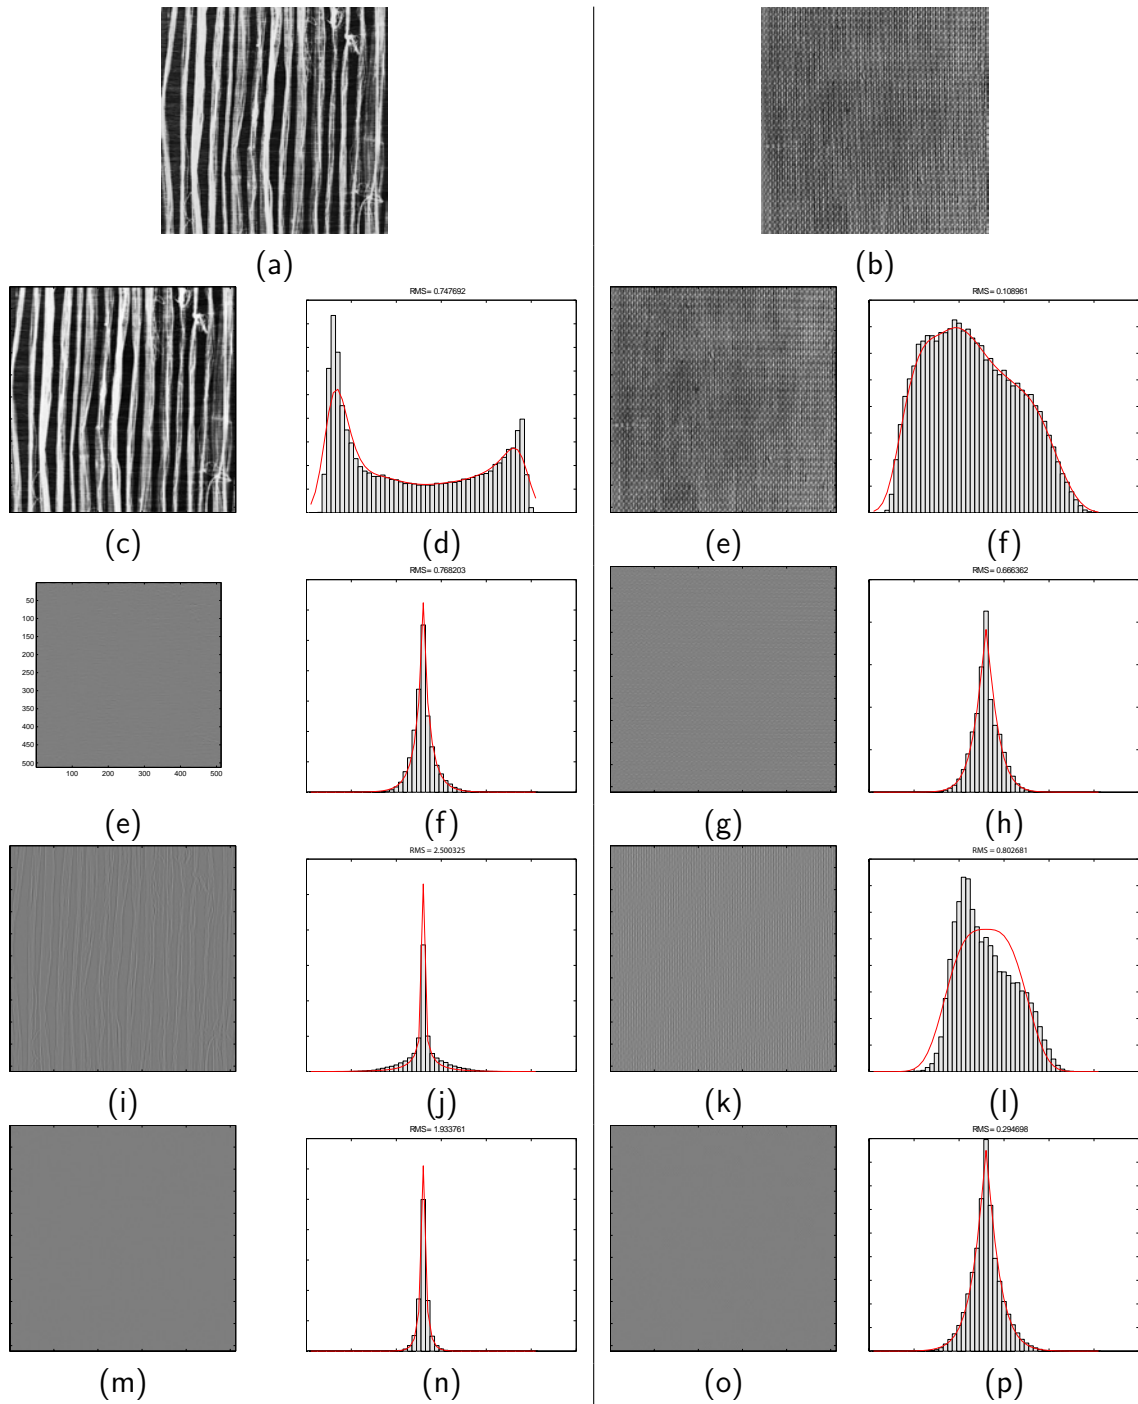 (a)
(b)
RMS= 0.747692
RMS= 0.108961
(c)
(d)
(e)
(f)
RMS= 0.768203
RMS= 0.666362
50
100
150
200
250
300
350
400
450
500
100 200 300 400 500
(e)
(f)
(g)
(h)
RMS = 2.500325
RMS = 0.802681
(i)
(j)
(k)
(l)
RMS= 1.933761
RMS= 0.294698
(m)
(n)
(o)
(p)